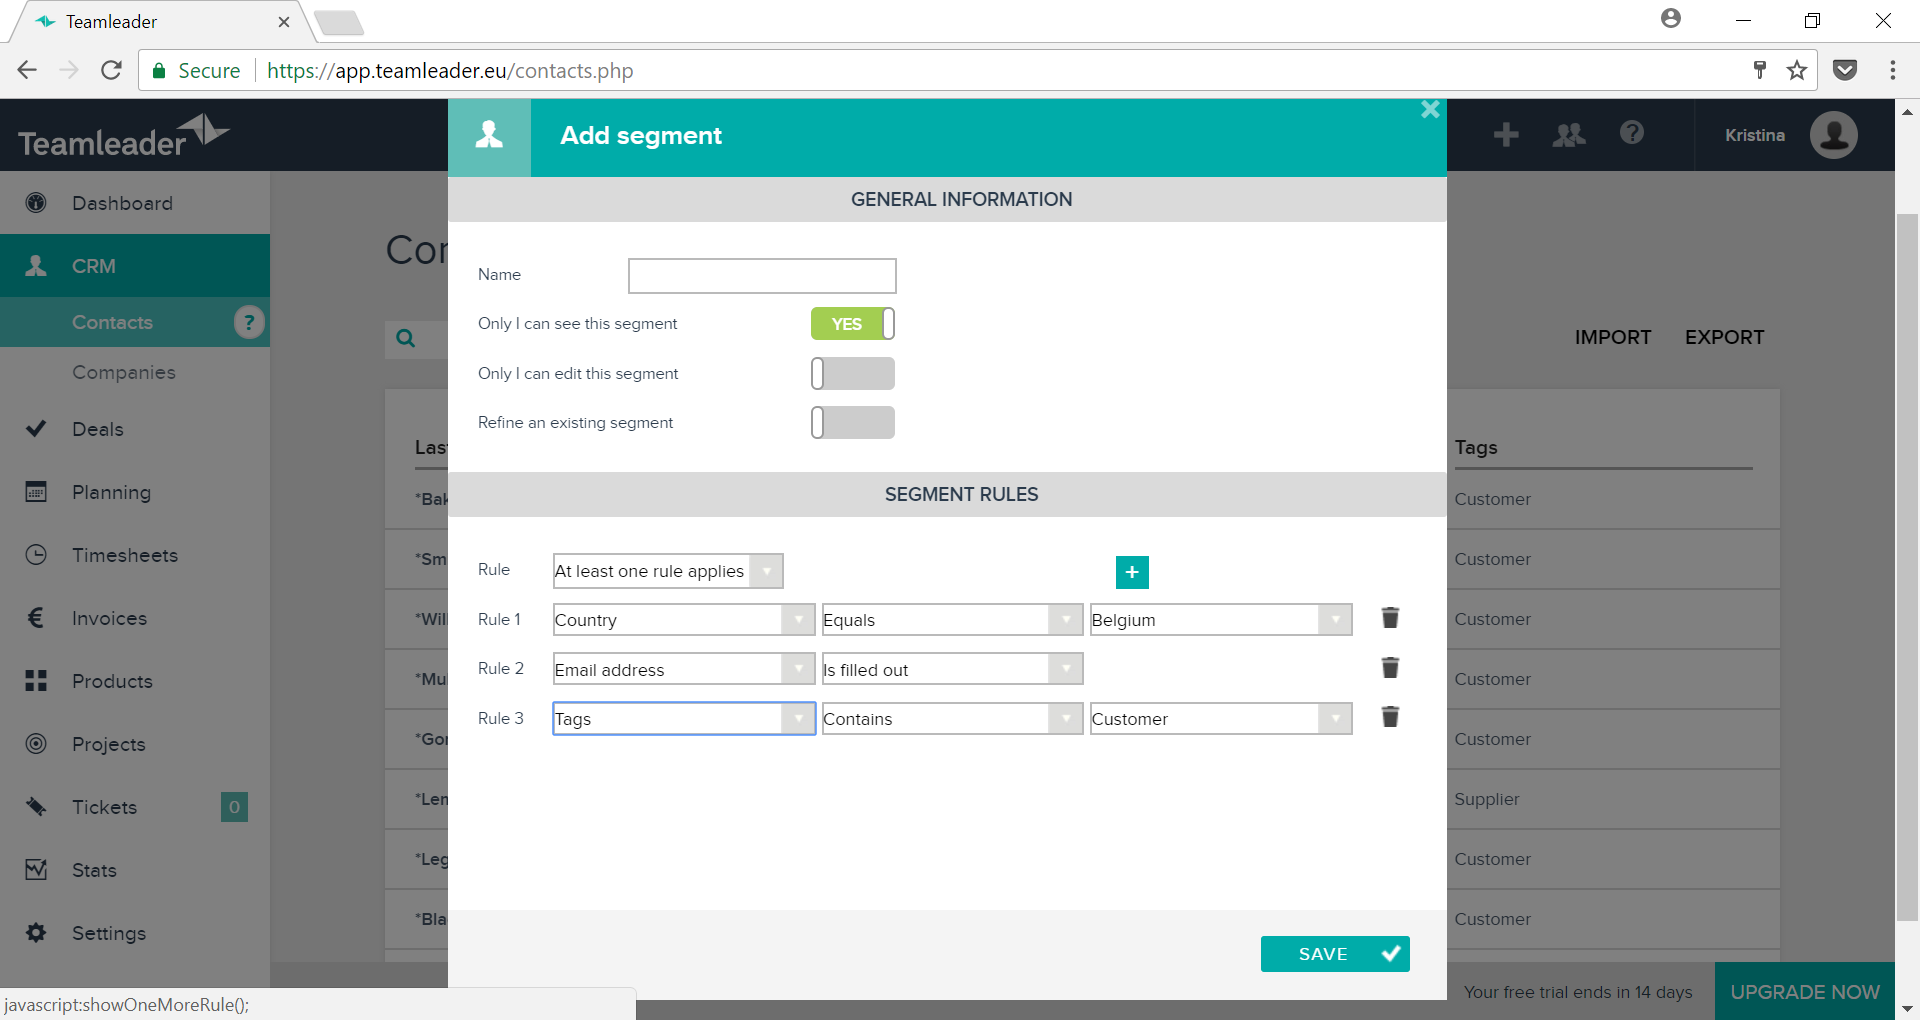 Teamleader
Secure
https://app.teamleader.eu/contacts.php
Teamleader
Add segment
Kristina
Dashboard
CRM
Contacts
?
Companies
Deals
Planning
Timesheets
Invoices
Products
Projects
Tickets
0
Stats
Settings
Con
IMPORT
EXPORT
GENERAL INFORMATION
Name
Only I can see this segment
YES
Only I can edit this segment
Refine an existing segment
SEGMENT RULES
Rule
At least one rule applies
+
Rule 1
Country
Equals
Belgium
Rule 2
Email address
Is filled out
Rule 3
Tags
Contains
Customer
SAVE
Las
*Bak
*Sm
*Will
*Mul
*Gor
*Len
*Leg
*Bla
Tags
Customer
Customer
Customer
Customer
Customer
Supplier
Customer
Customer
Your free trial ends in 14 days
UPGRADE NOW
javascript:showOneMoreRule();